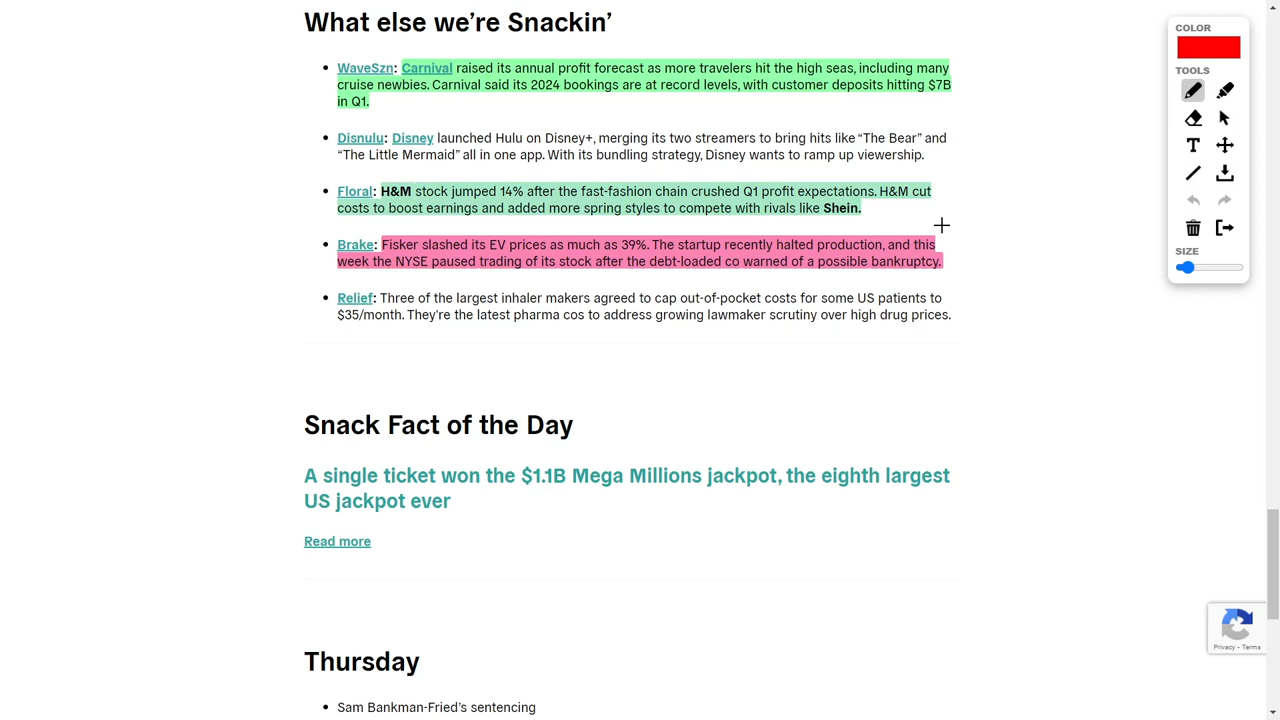 What else we’re Snackin’
WaveSzn: Carnival raised its annual profit forecast as more travelers hit the high seas, including many
cruise newbies. Carnival said its 2024 bookings are at record levels, with customer deposits hitting $7B
in Q1.
Disnulu: Disney launched Hulu on Disney+, merging its two streamers to bring hits like “The Bear” and
“The Little Mermaid” all in one app. With its bundling strategy, Disney wants to ramp up viewership.
Floral: H&M stock jumped 14% after the fast-fashion chain crushed Q1 profit expectations. H&M cut
costs to boost earnings and added more spring styles to compete with rivals like Shein.
Brake: Fisker slashed its EV prices as much as 39%. The startup recently halted production, and this
week the NYSE paused trading of its stock after the debt-loaded co warned of a possible bankruptcy.
Relief: Three of the largest inhaler makers agreed to cap out-of-pocket costs for some US patients to
$35/month. They're the latest pharma cos to address growing lawmaker scrutiny over high drug prices.
Snack Fact of the Day
A single ticket won the $1.1B Mega Millions jackpot, the eighth largest
US jackpot ever
Read more
Thursday
Sam Bankman-Fried’s sentencing
COLOR
TOOLS
T
SIZE
Privacy - Terms